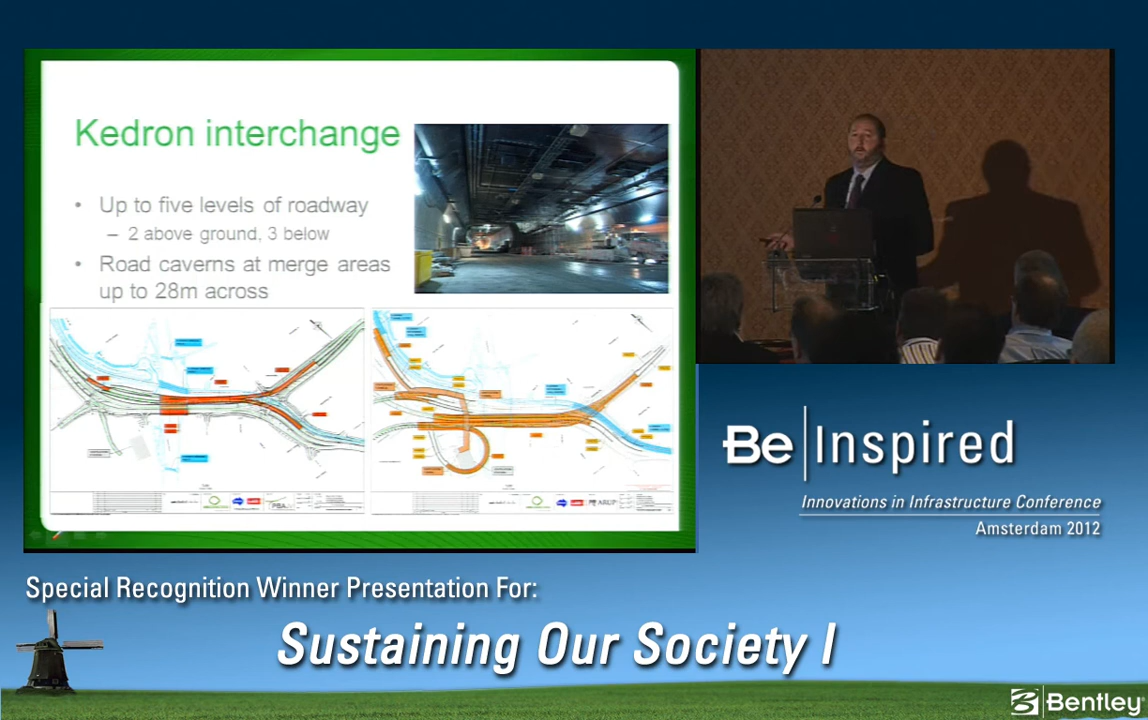 Kedron interchange
• Up to five levels of roadway
– 2 above ground, 3 below
• Road caverns at merge areas
up to 28m across
Be Inspired
Innovations in Infrastructure Conference
Amsterdam 2012
Special Recognition Winner Presentation For:
Sustaining Our Society I
Bentley